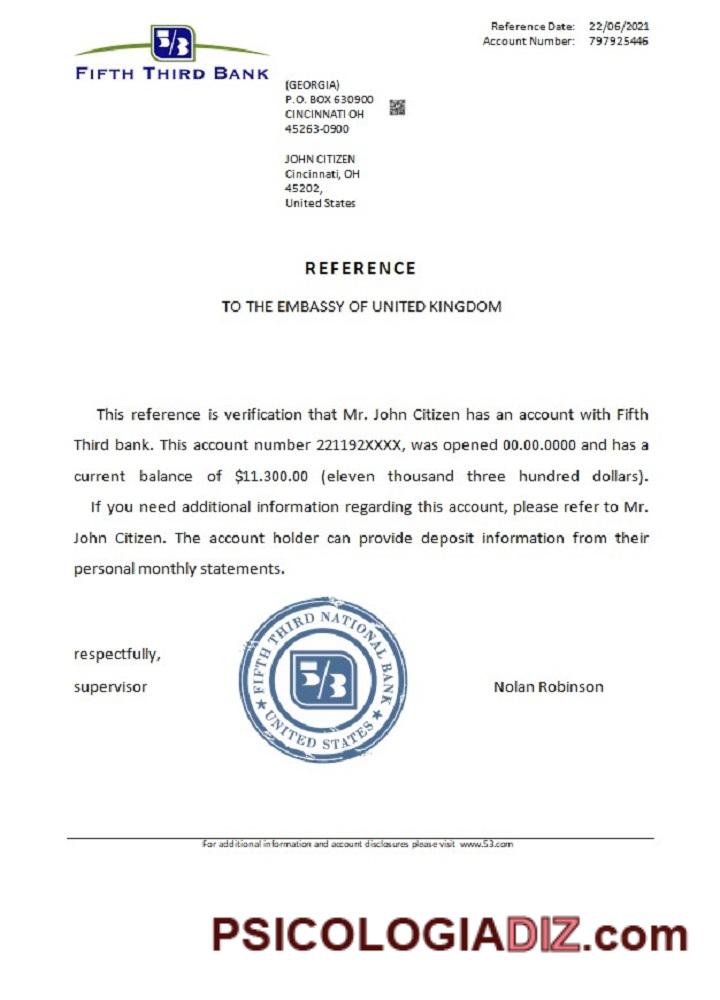 5/3
FIFTH THIRD BANK
Reference Date: 22/06/2021
Account Number: 797925446
(GEORGIA)
P.O. BOX 630900
CINCINNATI OH
45263-0900
JOHN CITIZEN
Cincinnati, OH
45202,
United States
REFERENCE
TO THE EMBASSY OF UNITED KINGDOM
This reference is verification that Mr. John Citizen has an account with Fifth
Third bank. This account number 221192XXXX, was opened 00.00.0000 and has a
current balance of $11.300.00 (eleven thousand three hundred dollars).
If you need additional information regarding this account, please refer to Mr.
John Citizen. The account holder can provide deposit information from their
personal monthly statements.
respectfully,
supervisor
FIFTH THIRD NATIONAL BANK
5/3
★ UNITED STATES ★
Nolan Robinson
For additional information and account disclosures please visit www.53.com
PSICOLOGIADIZ.com